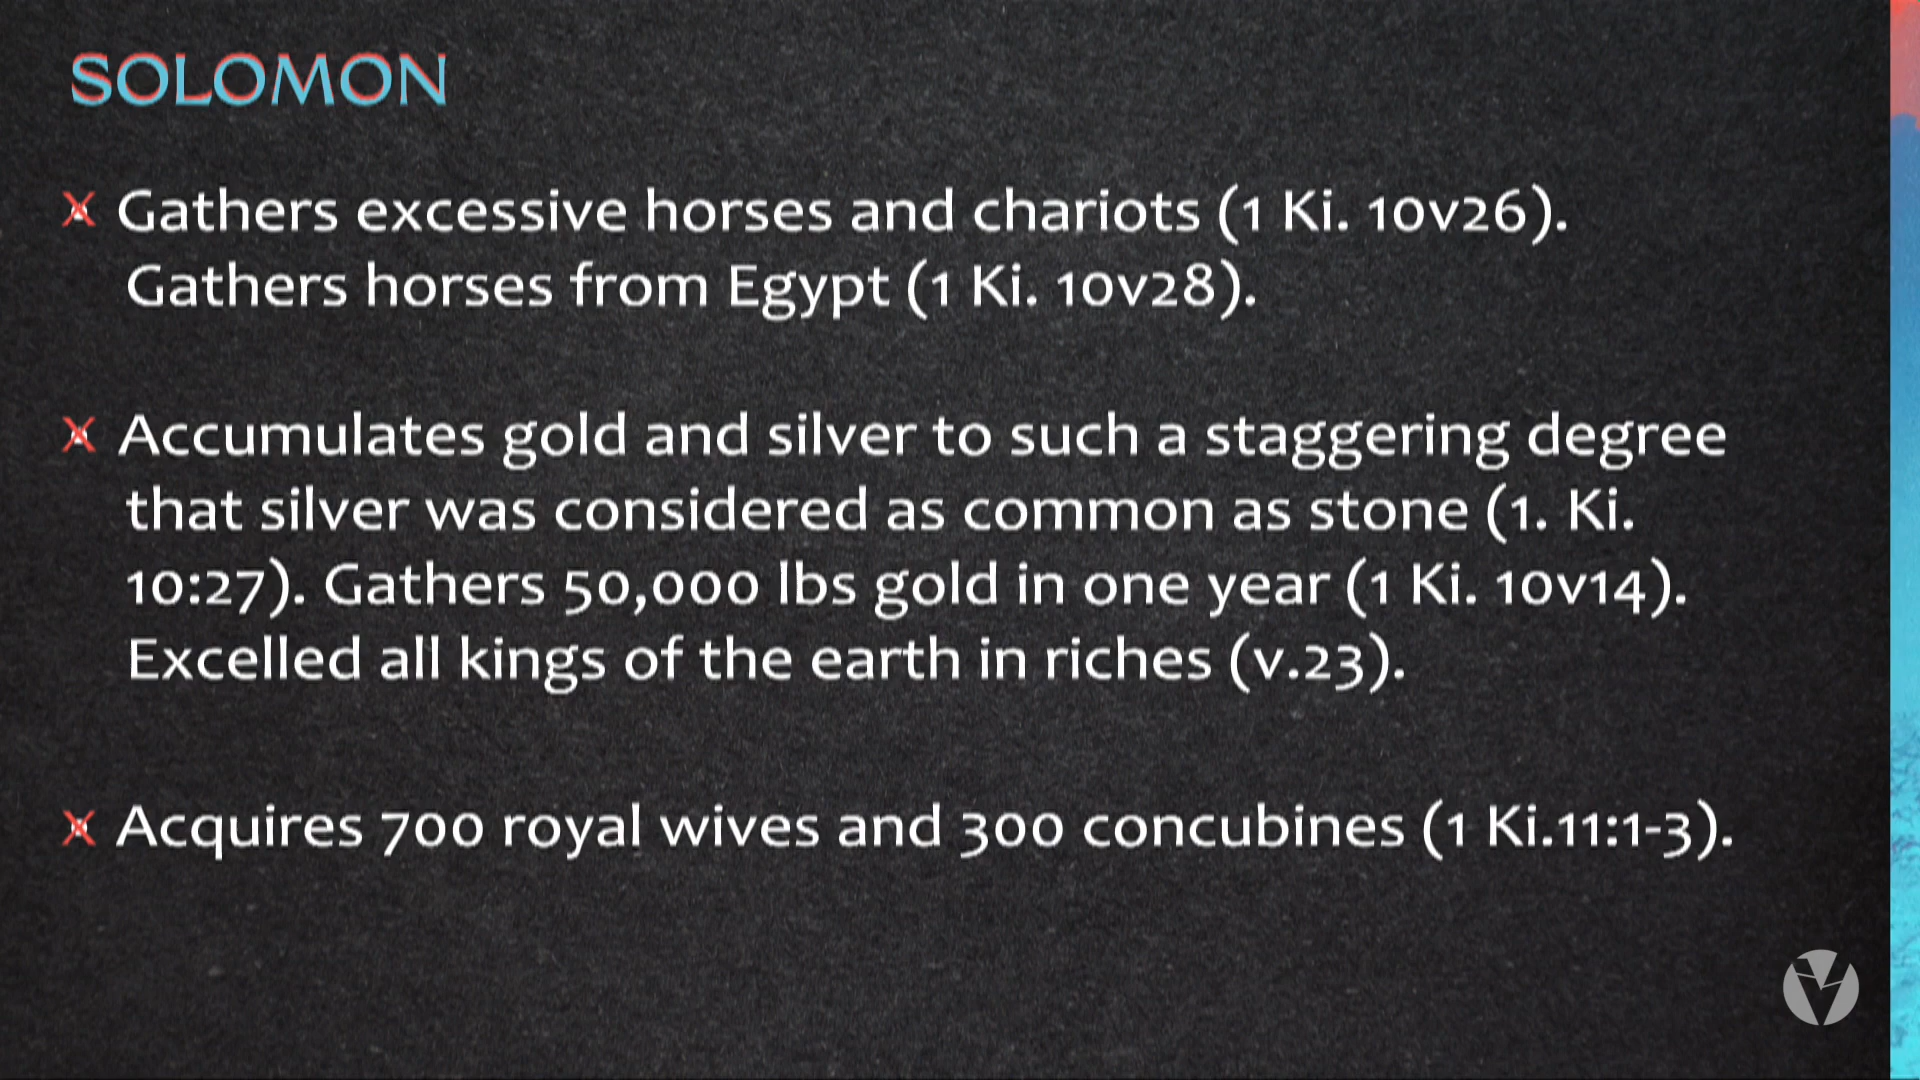 SOLOMON
Gathers excessive horses and chariots (1 Ki. 10v26).
Gathers horses from Egypt (1 Ki. 10v28).
Accumulates gold and silver to such a staggering degree
that silver was considered as common as stone (1. Ki.
10:27). Gathers 50,000 lbs gold in one year (1 Ki. 10v14).
Excelled all kings of the earth in riches (v.23).
Acquires 700 royal wives and 300 concubines (1 Ki.11:1-3).